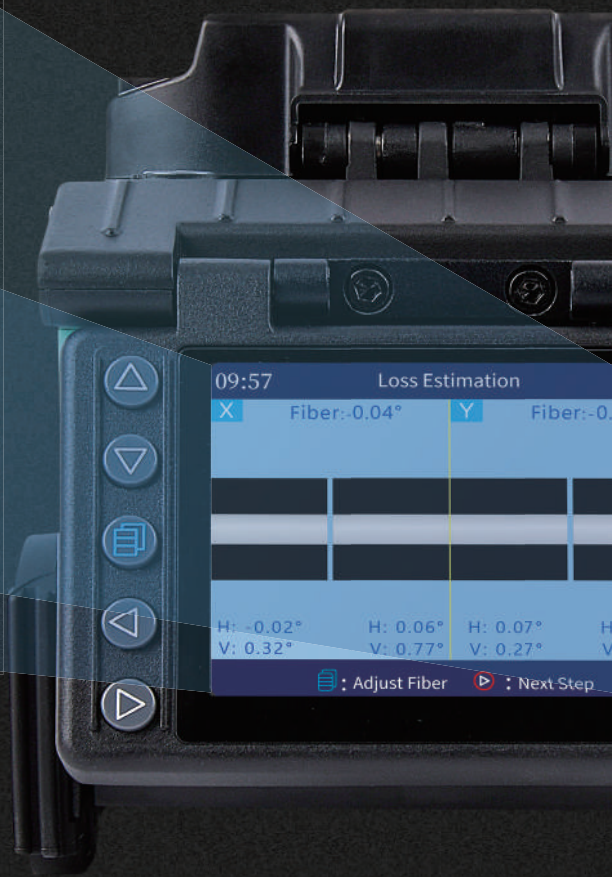 09:57 Loss Estimation
X Fiber:-0.04° Y Fiber:-0.
H: -0.02° H: 0.06° H: 0.07° H
V: 0.32° V: 0.77° V: 0.27° V
: Adjust Fiber : Next Step